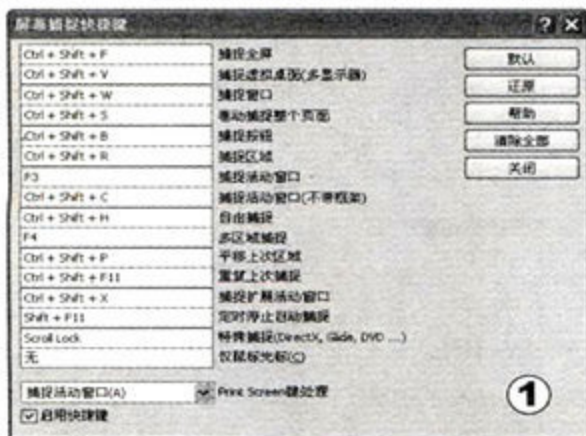 屏幕捕捉快捷键
Ctrl + Shift + F 捕捉全屏 默认
Ctrl + Shift + V 捕捉虚拟桌面(多显示器)
Ctrl + Shift + W 捕捉窗口 还原
Ctrl + Shift + S 卷动捕捉整个页面
Ctrl + Shift + B 捕捉按钮 帮助
Ctrl + Shift + R 捕捉区域 清除全部
F3 捕捉活动窗口 关闭
Ctrl + Shift + C 捕捉活动窗口(不带框架)
Ctrl + Shift + H 自由捕捉
F4 多区域捕捉
Ctrl + Shift + P 平移上次区域
Ctrl + Shift + F11 重复上次捕捉
Ctrl + Shift + X 捕捉扩展活动窗口
Shift + F11 定时停止自动捕捉
Scroll Lock 特殊捕捉(DirectX, Glide, DVD ...)
无 仅鼠标光标(C)
捕捉活动窗口(A) Print Screen键处理
启用快捷键
1